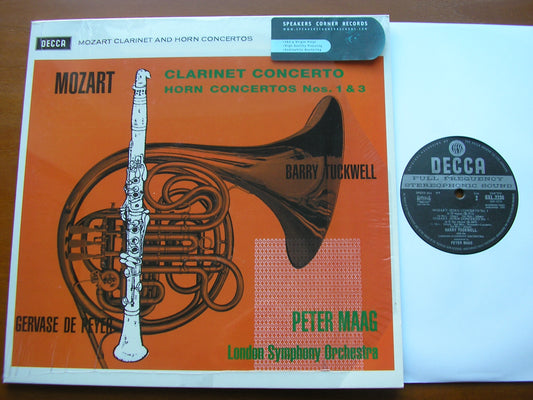 DECCA
MOZART CLARINET AND HORN CONCERTOS
SPEAKERS CORNER RECORDS
MOZART
CLARINET CONCERTO
HORN CONCERTOS Nos. 1 & 3
BARRY TUCKWELL
GERVASE DE PEYER
PETER MAAG
London Symphony Orchestra
DECCA
FULL FREQUENCY
STEREOPHONIC SOUND
BARRY TUCKWELL
PETER MAAG